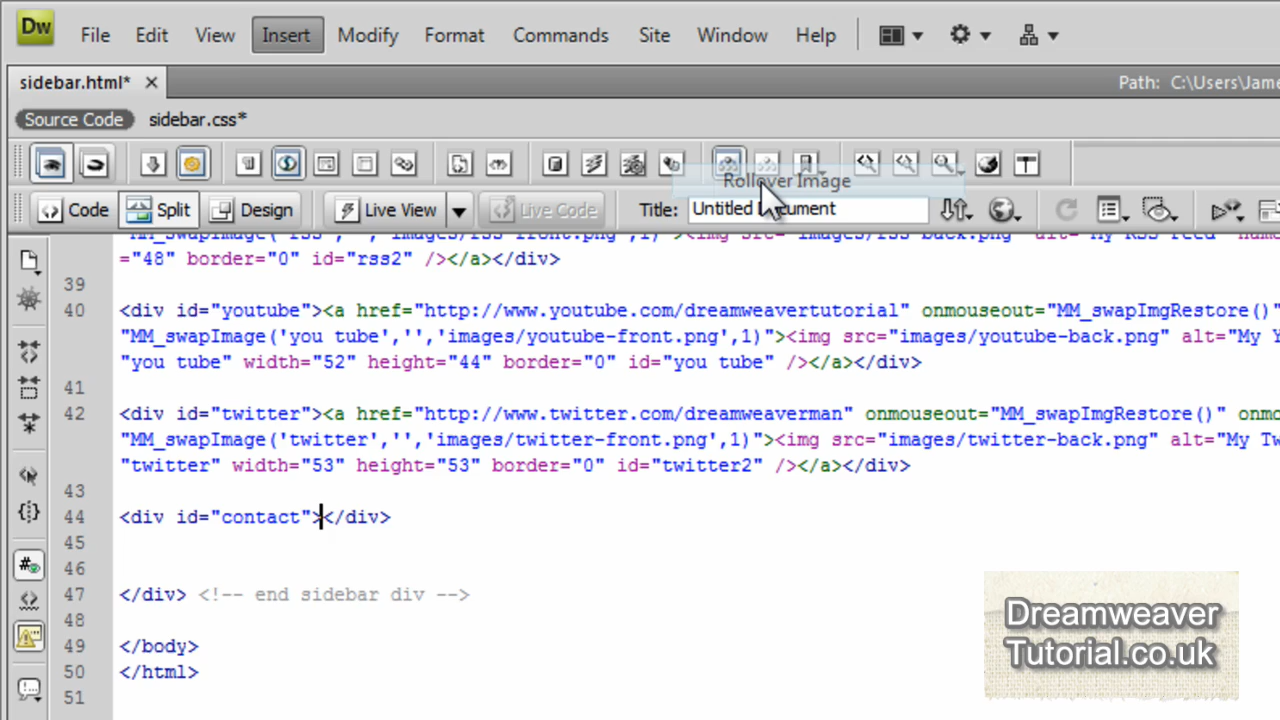 Dw File Edit View Insert Modify Format Commands Site Window Help
sidebar.html* Path: C:\Users\Jame
Source Code sidebar.css*
Rollover Image
Code Split Design Live View Live Code Title: Untitled Document
="48" border="0" id="rss2" /></a></div>
39
40 <div id="youtube"><a href="http://www.youtube.com/dreamweavertutorial" onmouseout="MM_swapImgRestore()"
"MM_swapImage('you tube','','images/youtube-front.png',1)"><img src="images/youtube-back.png" alt="My Y
"you tube" width="52" height="44" border="0" id="you tube" /></a></div>
41
42 <div id="twitter"><a href="http://www.twitter.com/dreamweaverman" onmouseout="MM_swapImgRestore()" onmo
"MM_swapImage('twitter','','images/twitter-front.png',1)"><img src="images/twitter-back.png" alt="My Tw
"twitter" width="53" height="53" border="0" id="twitter2" /></a></div>
43
44 <div id="contact"></div>
45
46
47 </div> <!-- end sidebar div -->
48
49 </body>
50 </html>
51
Dreamweaver
Tutorial.co.uk